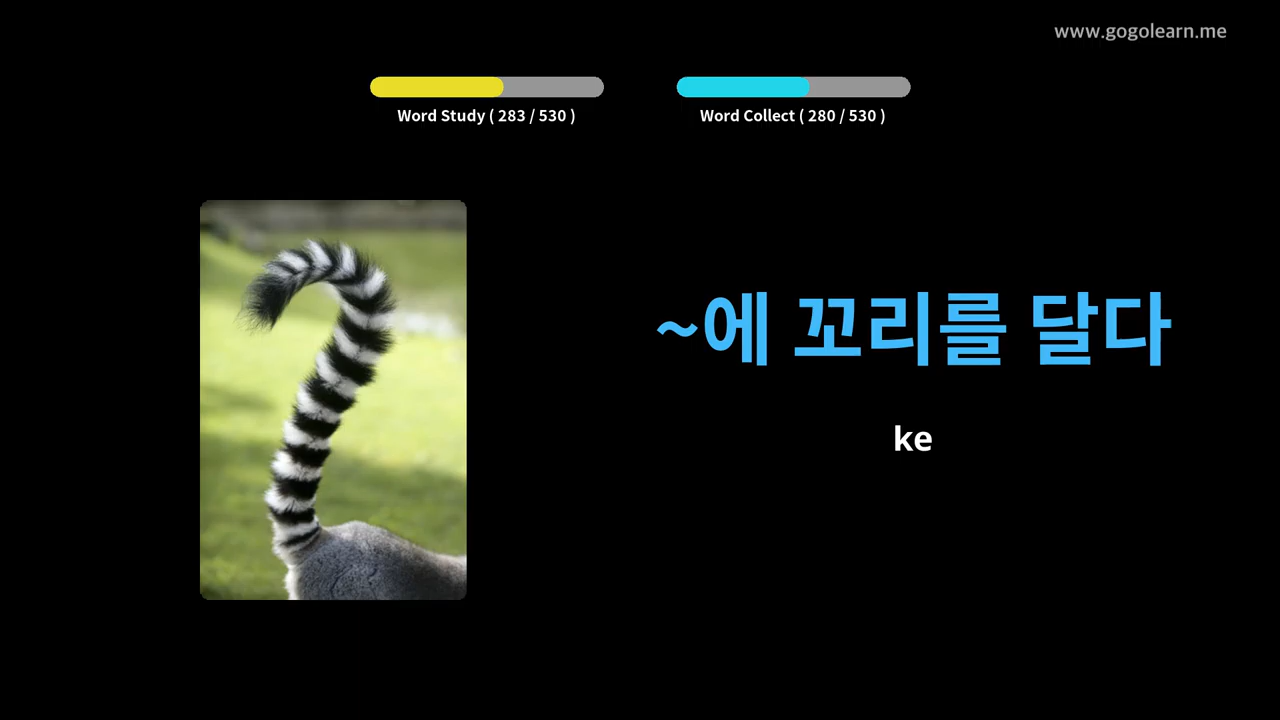 www.gogolearn.me
Word Study ( 283 / 530 )
Word Collect ( 280 / 530 )
~에 꼬리를 달다
ke